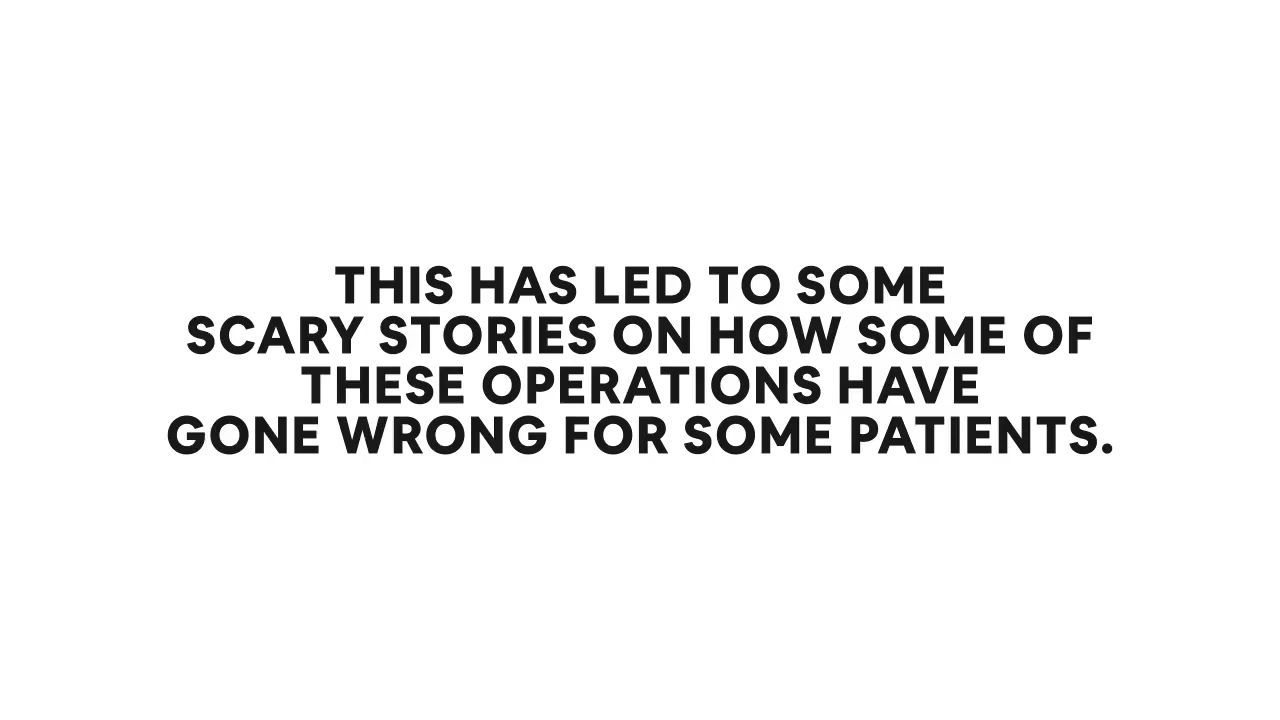 THIS HAS LED TO SOME
SCARY STORIES ON HOW SOME OF
THESE OPERATIONS HAVE
GONE WRONG FOR SOME PATIENTS.